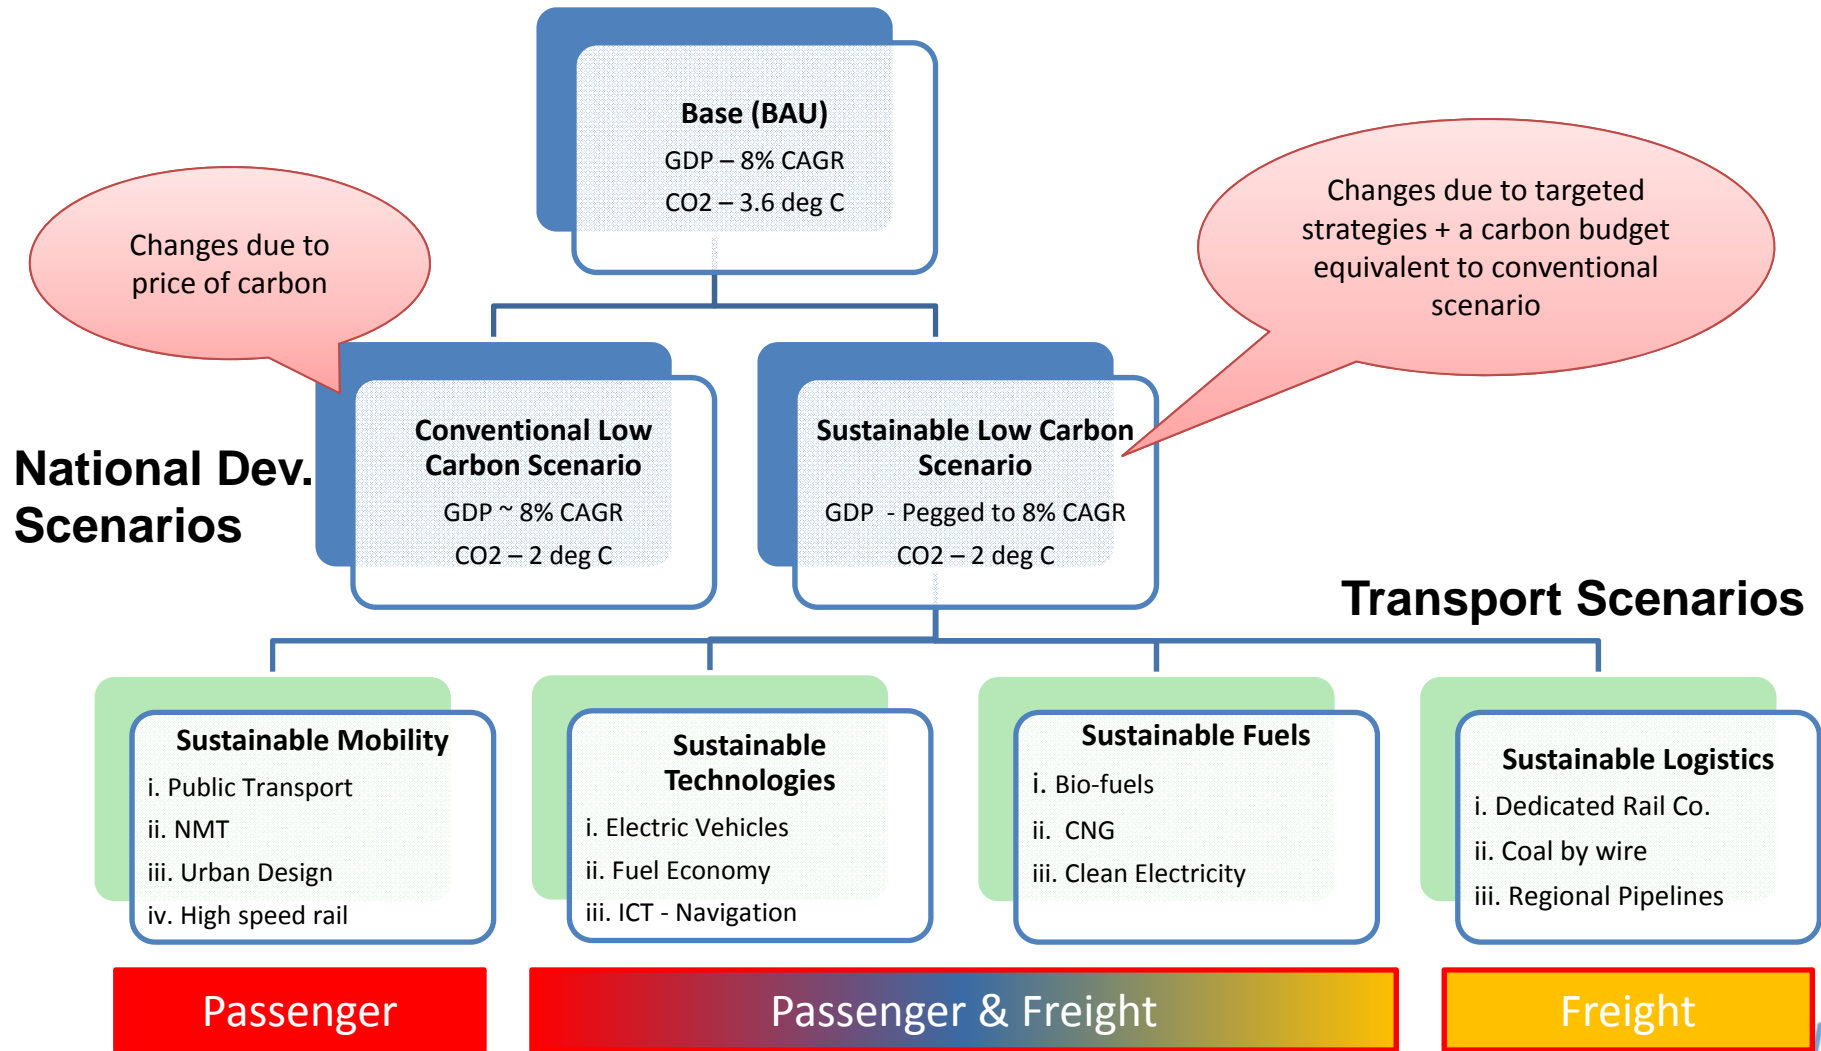 Base (BAU)
GDP – 8% CAGR
CO2 – 3.6 deg C
Changes due to
price of carbon
Changes due to targeted
strategies + a carbon budget
equivalent to conventional
scenario
National Dev.
Scenarios
Conventional Low
Carbon Scenario
GDP ~ 8% CAGR
CO2 – 2 deg C
Sustainable Low Carbon
Scenario
GDP - Pegged to 8% CAGR
CO2 – 2 deg C
Transport Scenarios
Sustainable Mobility
i. Public Transport
ii. NMT
iii. Urban Design
iv. High speed rail
Sustainable
Technologies
i. Electric Vehicles
ii. Fuel Economy
iii. ICT - Navigation
Sustainable Fuels
i. Bio-fuels
ii. CNG
iii. Clean Electricity
Sustainable Logistics
i. Dedicated Rail Co.
ii. Coal by wire
iii. Regional Pipelines
Passenger
Passenger & Freight
Freight